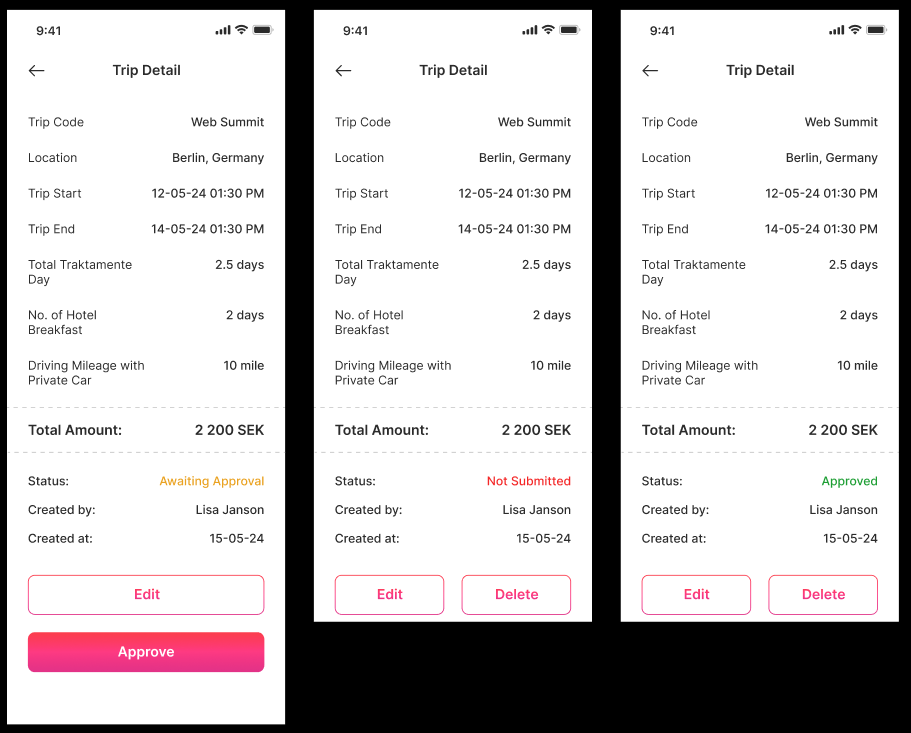 9:41
Trip Detail
Trip Code Web Summit
Location Berlin, Germany
Trip Start 12-05-24 01:30 PM
Trip End 14-05-24 01:30 PM
Total Traktamente 2.5 days
Day
No. of Hotel 2 days
Breakfast
Driving Mileage with 10 mile
Private Car
Total Amount: 2 200 SEK
Status: Awaiting Approval
Created by: Lisa Janson
Created at: 15-05-24
Edit
Approve
9:41
Trip Detail
Trip Code Web Summit
Location Berlin, Germany
Trip Start 12-05-24 01:30 PM
Trip End 14-05-24 01:30 PM
Total Traktamente 2.5 days
Day
No. of Hotel 2 days
Breakfast
Driving Mileage with 10 mile
Private Car
Total Amount: 2 200 SEK
Status: Not Submitted
Created by: Lisa Janson
Created at: 15-05-24
Edit Delete
9:41
Trip Detail
Trip Code Web Summit
Location Berlin, Germany
Trip Start 12-05-24 01:30 PM
Trip End 14-05-24 01:30 PM
Total Traktamente 2.5 days
Day
No. of Hotel 2 days
Breakfast
Driving Mileage with 10 mile
Private Car
Total Amount: 2 200 SEK
Status: Approved
Created by: Lisa Janson
Created at: 15-05-24
Edit Delete